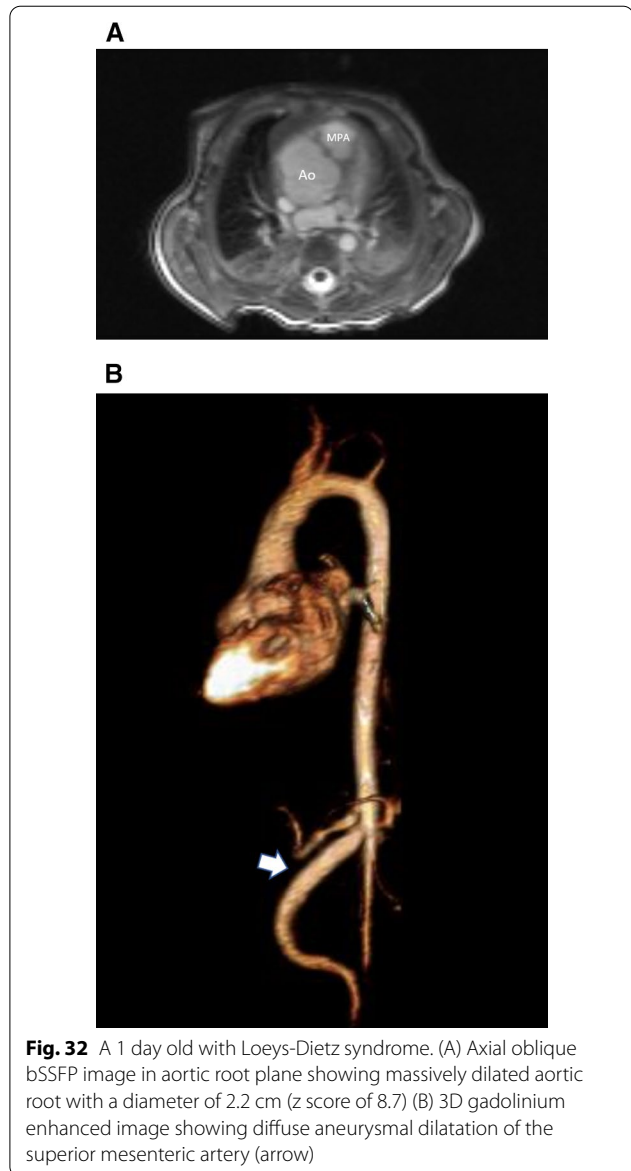 A
MPA
Ao
B
Fig. 32 A 1 day old with Loeys-Dietz syndrome. (A) Axial oblique
bSSFP image in aortic root plane showing massively dilated aortic
root with a diameter of 2.2 cm (z score of 8.7) (B) 3D gadolinium
enhanced image showing diffuse aneurysmal dilatation of the
superior mesenteric artery (arrow)